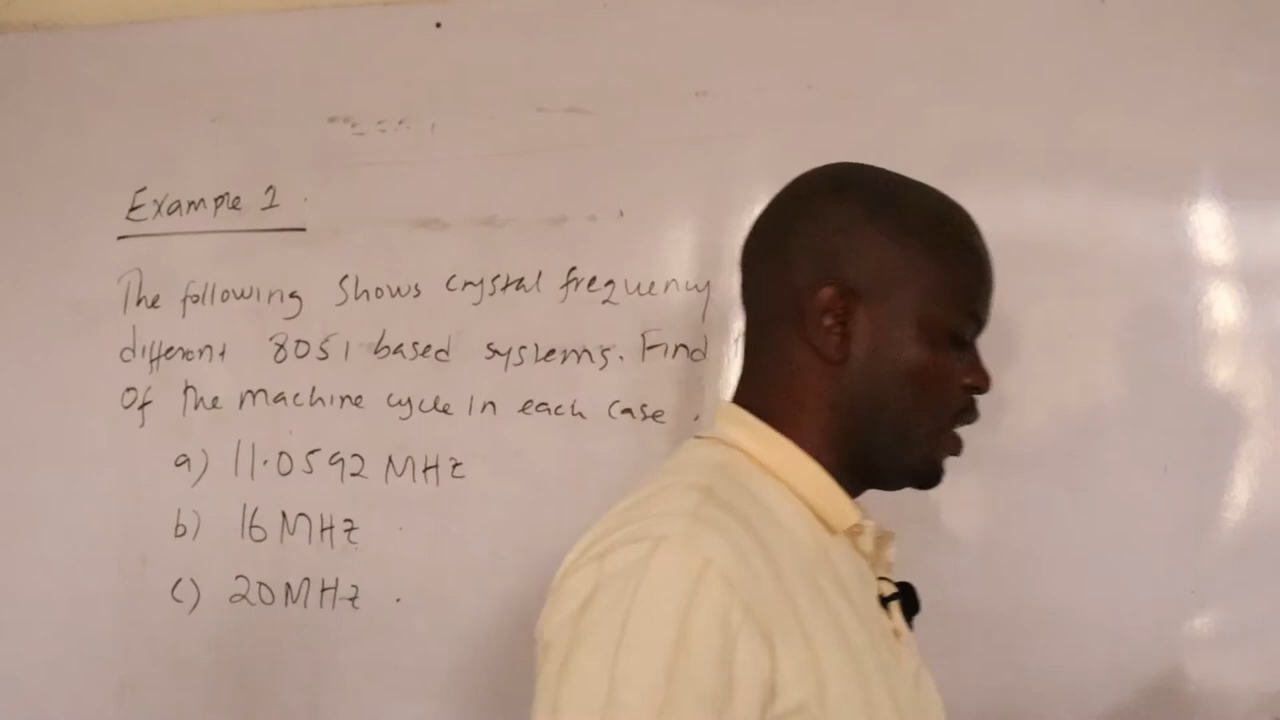 Example 1
The following Shows crystal frequency
different 8051 based systems. Find
Of the machine cycle in each case.
a) 11.0592 MHz
b) 16 MHz
c) 20 MHz.